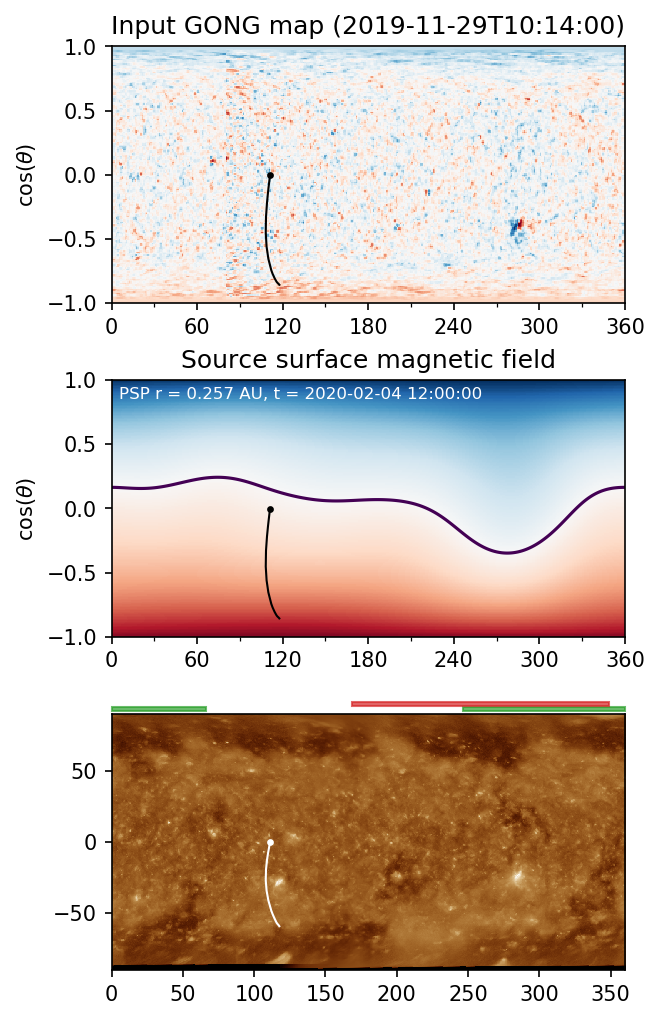 Input GONG map (2019-11-29T10:14:00)
1.0
0.5
0.0
−0.5
−1.0
cos(θ)
0 60 120 180 240 300 360
Source surface magnetic field
PSP r = 0.257 AU, t = 2020-02-04 12:00:00
1.0
0.5
0.0
−0.5
−1.0
cos(θ)
0 60 120 180 240 300 360
50
0
−50
0 50 100 150 200 250 300 350